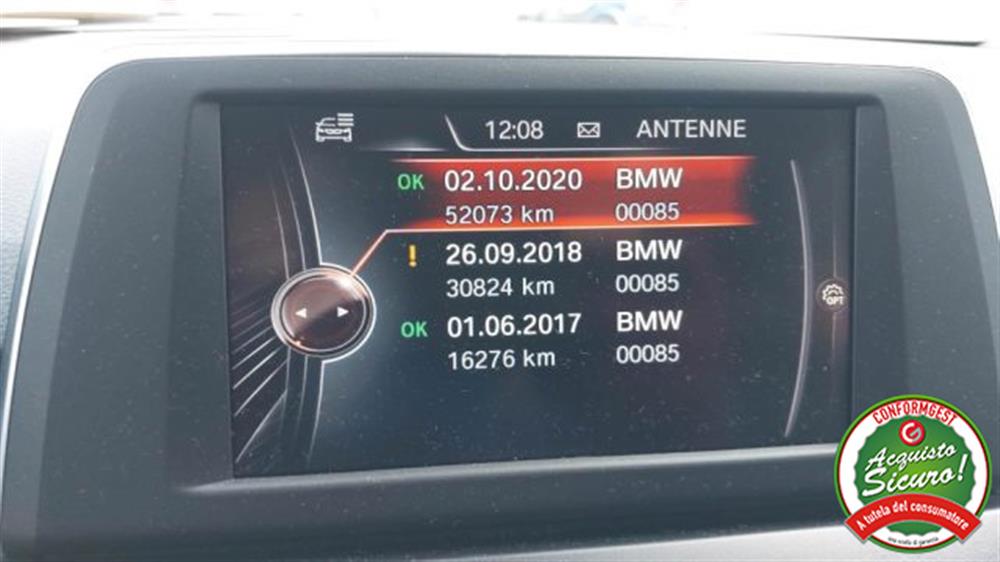 12:08 ANTENNE
OK 02.10.2020 BMW
52073 km 00085
! 26.09.2018 BMW
30824 km 00085
OK 01.06.2017 BMW
16276 km 00085
OPT
CONFORMGEST
G
Acquisto
Sicuro!
A tutela del consumatore